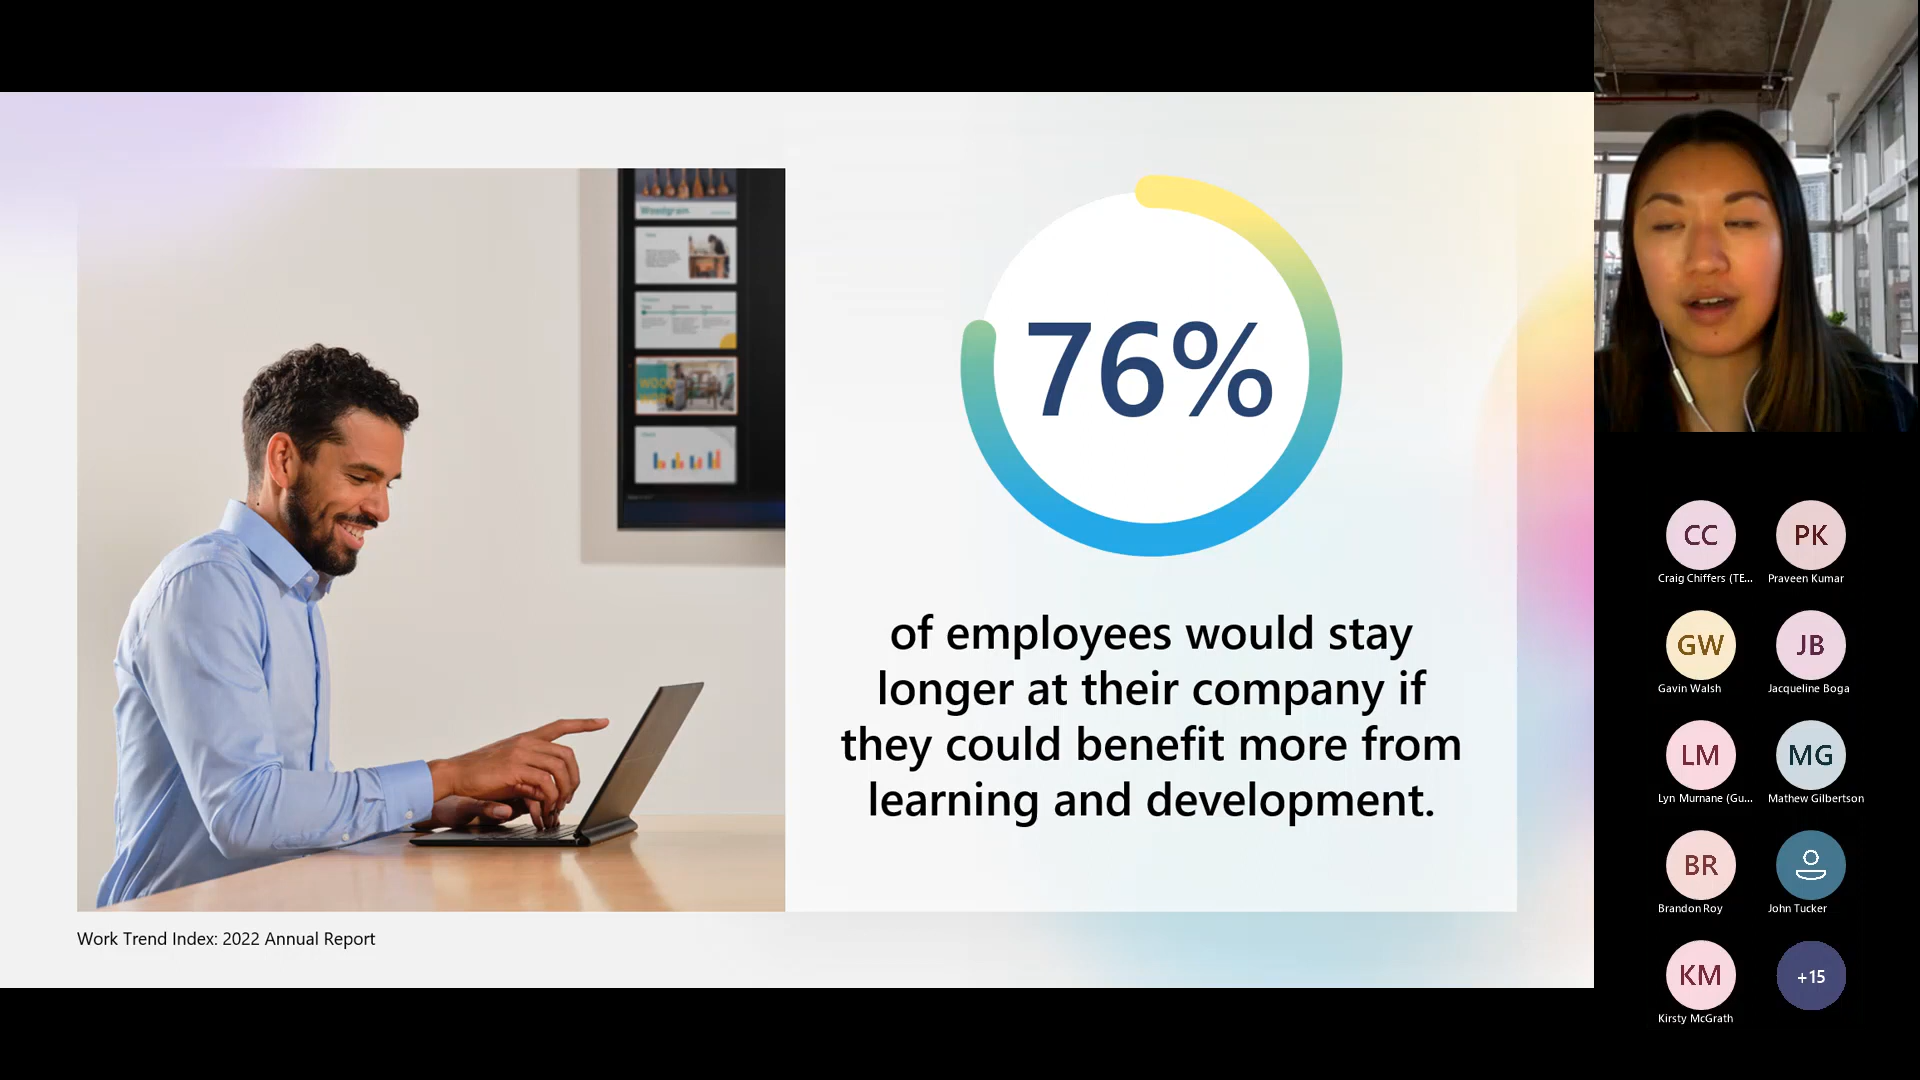 76%
of employees would stay
longer at their company if
they could benefit more from
learning and development.
Work Trend Index: 2022 Annual Report
CC
PK
Craig Chiffers (TE...
Praveen Kumar
GW
JB
Gavin Walsh
Jacqueline Boga
LM
MG
Lyn Murnane (Gu...
Mathew Gilbertson
BR
Brandon Roy
John Tucker
KM
+15
Kirsty McGrath